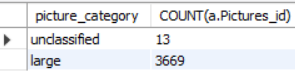 picture_category COUNT(a.Pictures_id)
unclassified 13
large 3669